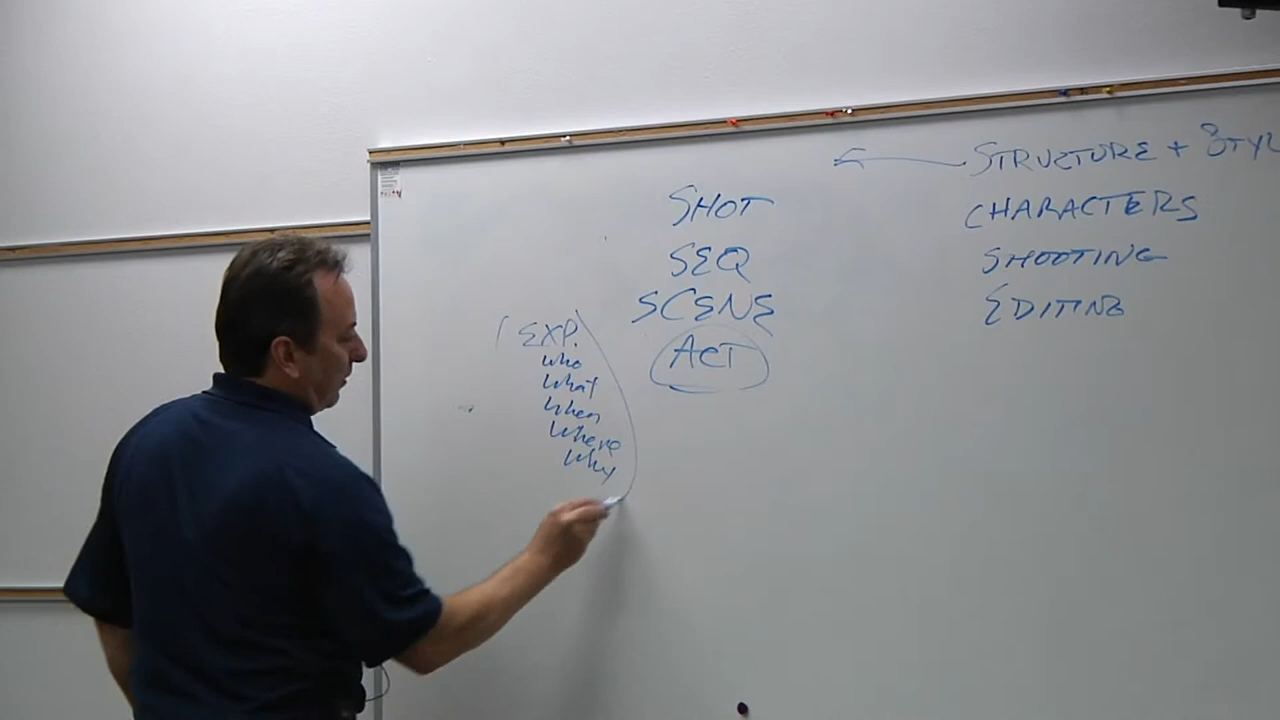 SHOT
SEQ
SCENE
ACT
EXP.
who
what
when
where
why
STRUCTURE + STYL
CHARACTERS
SHOOTING
EDITING